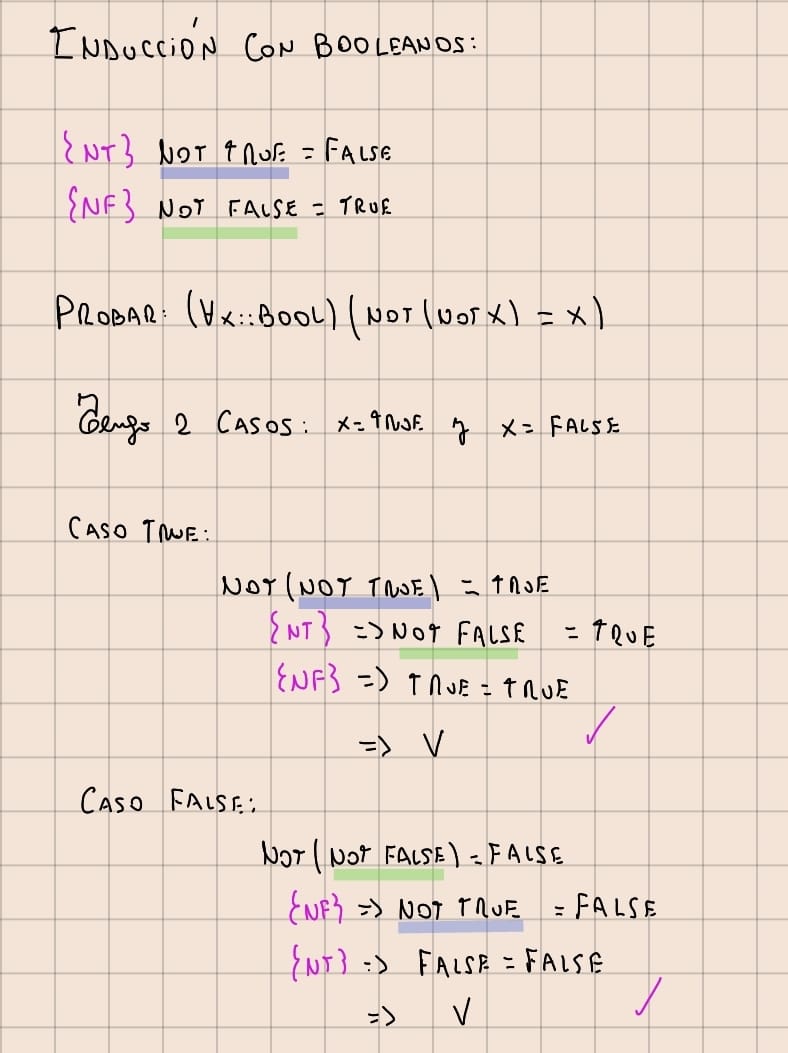 INDUCCIÓN CON BOOLEANOS:
{NT} NOT TRUE = FALSE
{NF} NOT FALSE = TRUE
PROBAR: (∀x::BOOL) (NOT (NOT X) = X)
Tengo 2 CASOS: X = TRUE y X = FALSE
CASO TRUE:
NOT (NOT TRUE) = TRUE
{NT} => NOT FALSE = TRUE
{NF} => TRUE = TRUE
=> V ✓
CASO FALSE:
NOT (NOT FALSE) = FALSE
{NF} => NOT TRUE = FALSE
{NT} => FALSE = FALSE
=> V ✓